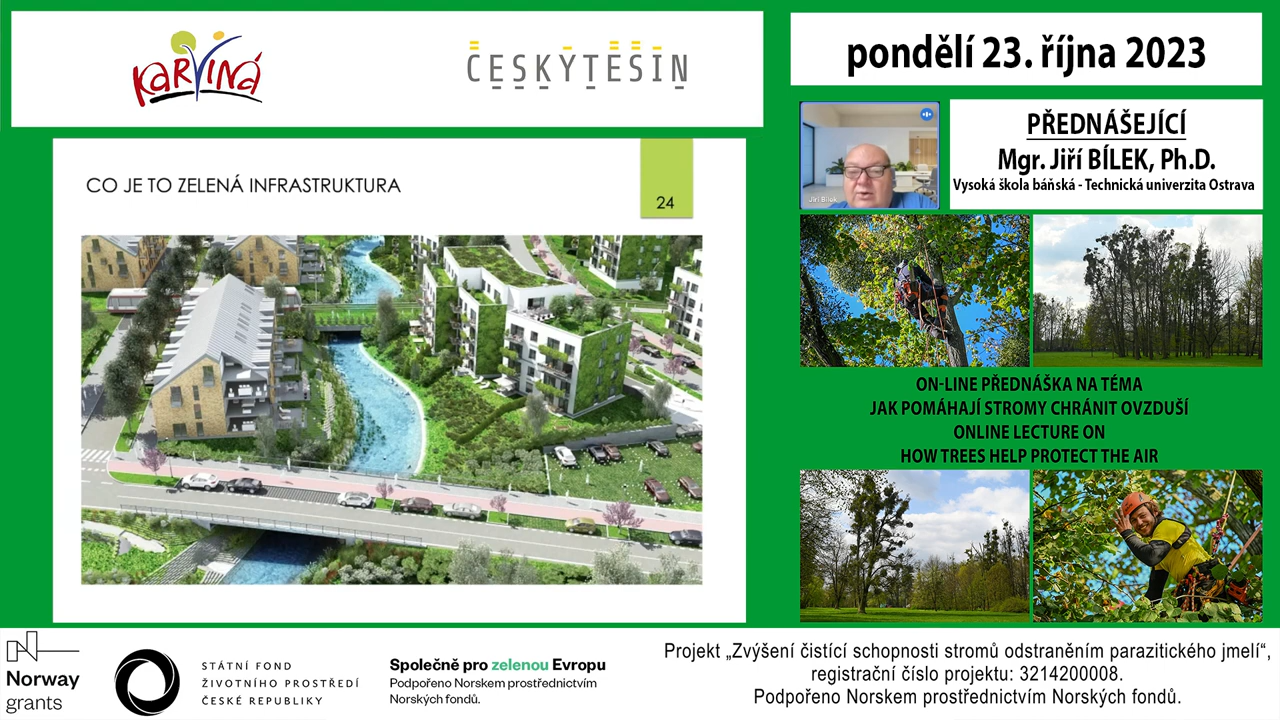 Karviná
ČESKÝ TĚŠÍN
pondělí 23. října 2023
PŘEDNÁŠEJÍCÍ
Mgr. Jiří BÍLEK, Ph.D.
Vysoká škola báňská - Technická univerzita Ostrava
Jiří Bílek
CO JE TO ZELENÁ INFRASTRUKTURA
24
ON-LINE PŘEDNÁŠKA NA TÉMA
JAK POMÁHAJÍ STROMY CHRÁNIT OVZDUŠÍ
ONLINE LECTURE ON
HOW TREES HELP PROTECT THE AIR
Norway
grants
STÁTNÍ FOND
ŽIVOTNÍHO PROSTŘEDÍ
ČESKÉ REPUBLIKY
Společně pro zelenou Evropu
Podpořeno Norskem prostřednictvím
Norských fondů.
Projekt „Zvýšení čistící schopnosti stromů odstraněním parazitického jmelí“,
registrační číslo projektu: 3214200008.
Podpořeno Norskem prostřednictvím Norských fondů.